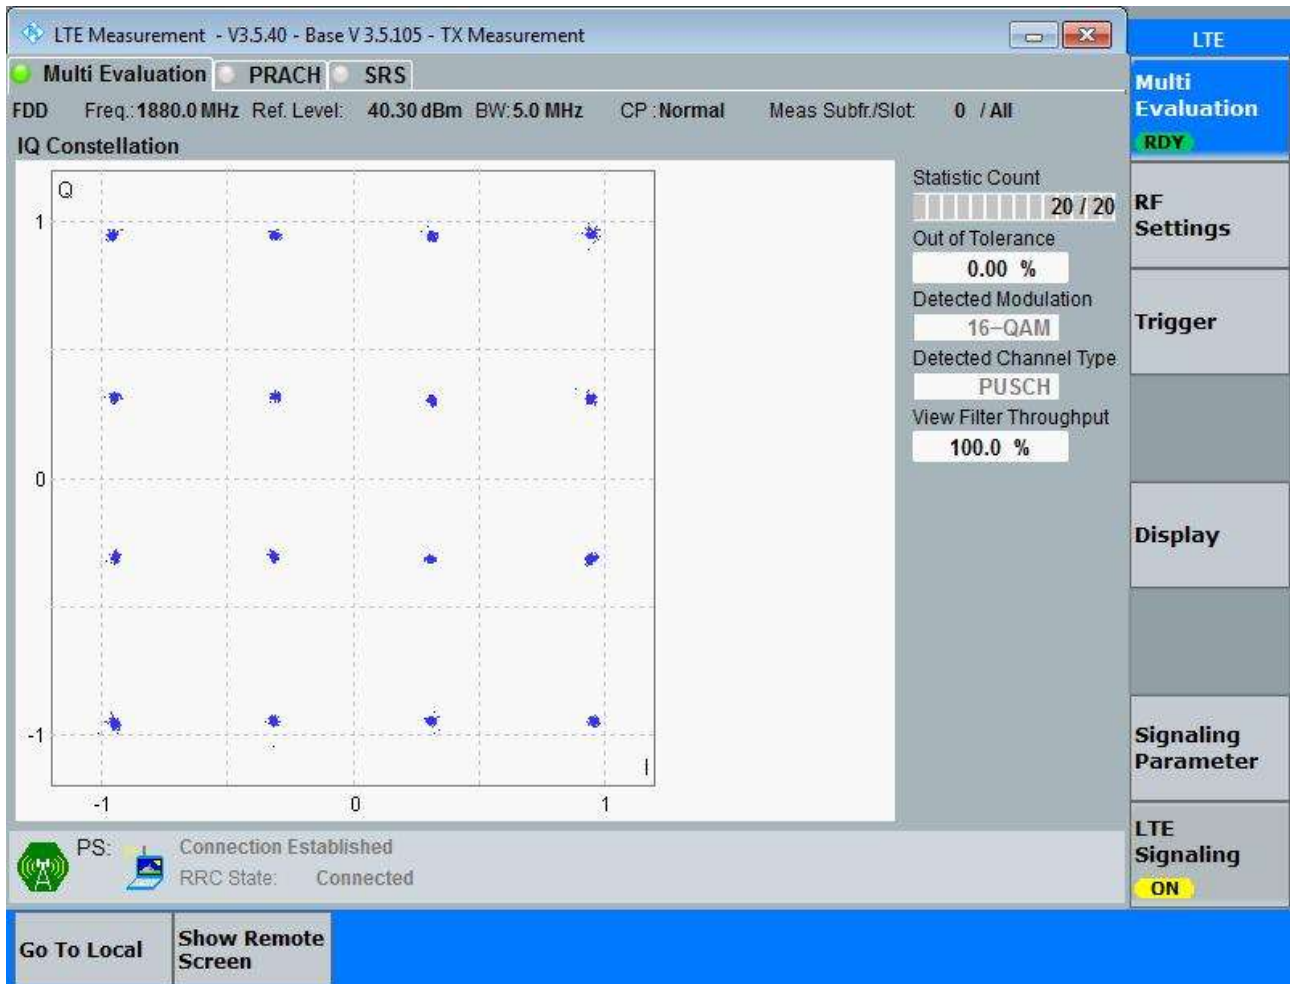 LTE Measurement - V3.5.40 - Base V 3.5.105 - TX Measurement
LTE
Multi Evaluation PRACH SRS
FDD Freq.: 1880.0 MHz Ref. Level: 40.30 dBm BW: 5.0 MHz CP : Normal Meas Subfr./Slot: 0 / All
IQ Constellation
Q
1
0
-1
I
-1 0 1
Statistic Count
20 / 20
Out of Tolerance
0.00 %
Detected Modulation
16-QAM
Detected Channel Type
PUSCH
View Filter Throughput
100.0 %
Multi
Evaluation
RDY
RF
Settings
Trigger
Display
Signaling
Parameter
LTE
Signaling
ON
PS: Connection Established
RRC State: Connected
Go To Local
Show Remote
Screen